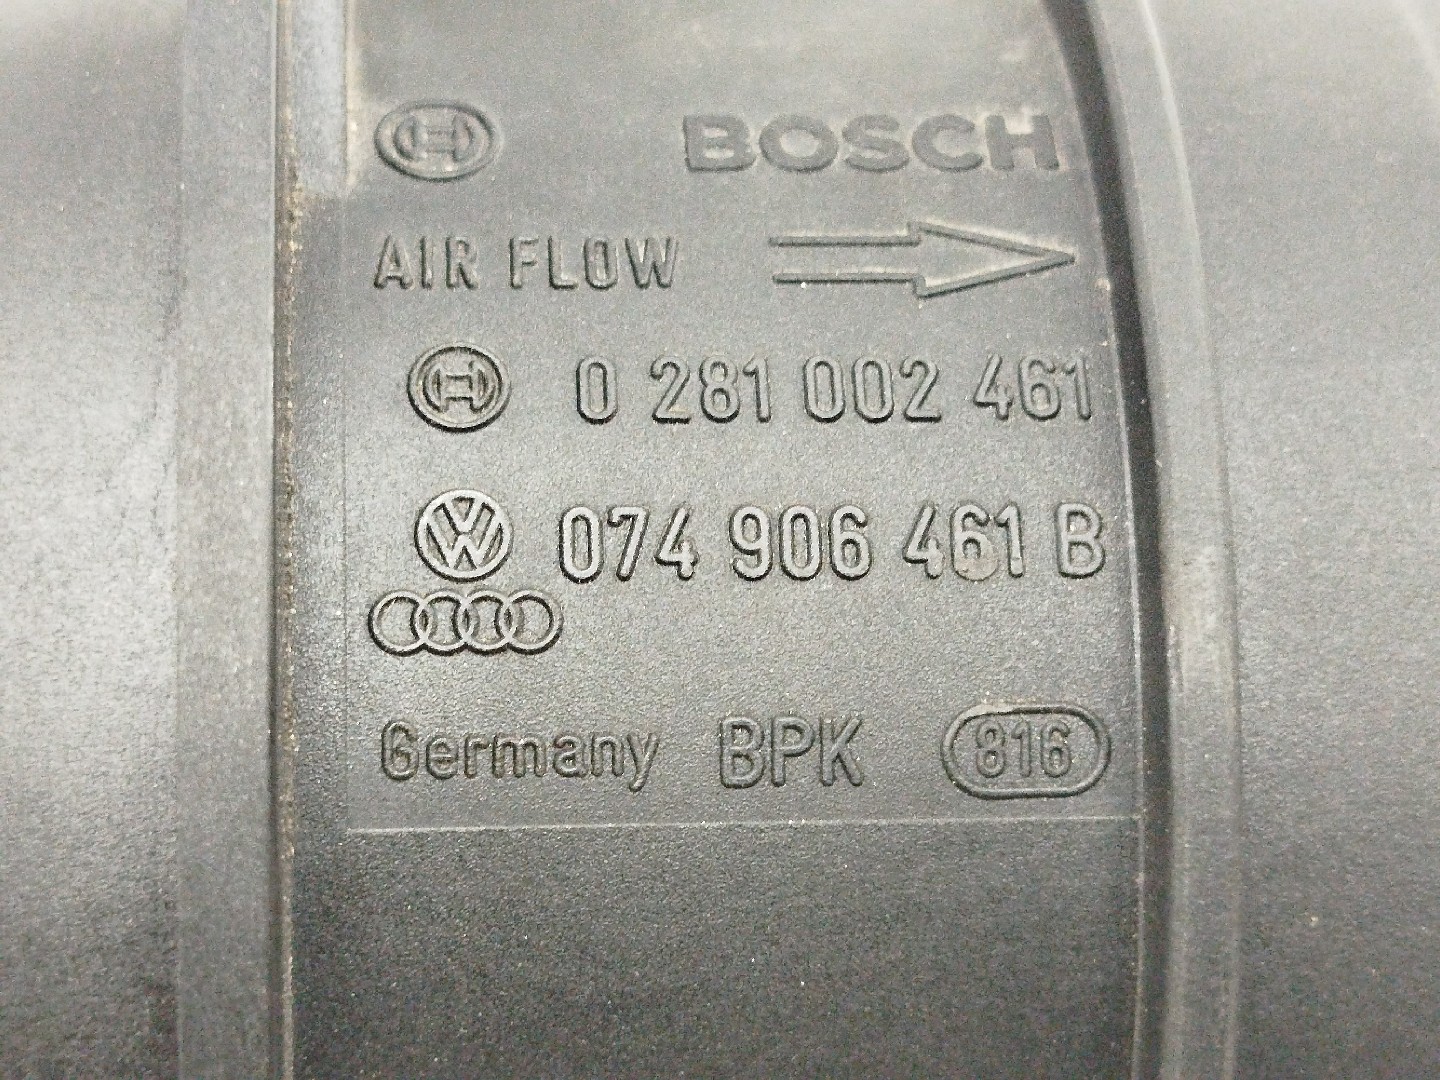 BOSCH
AIR FLOW
0 281 002 461
074 906 461 B
Germany BPK 816